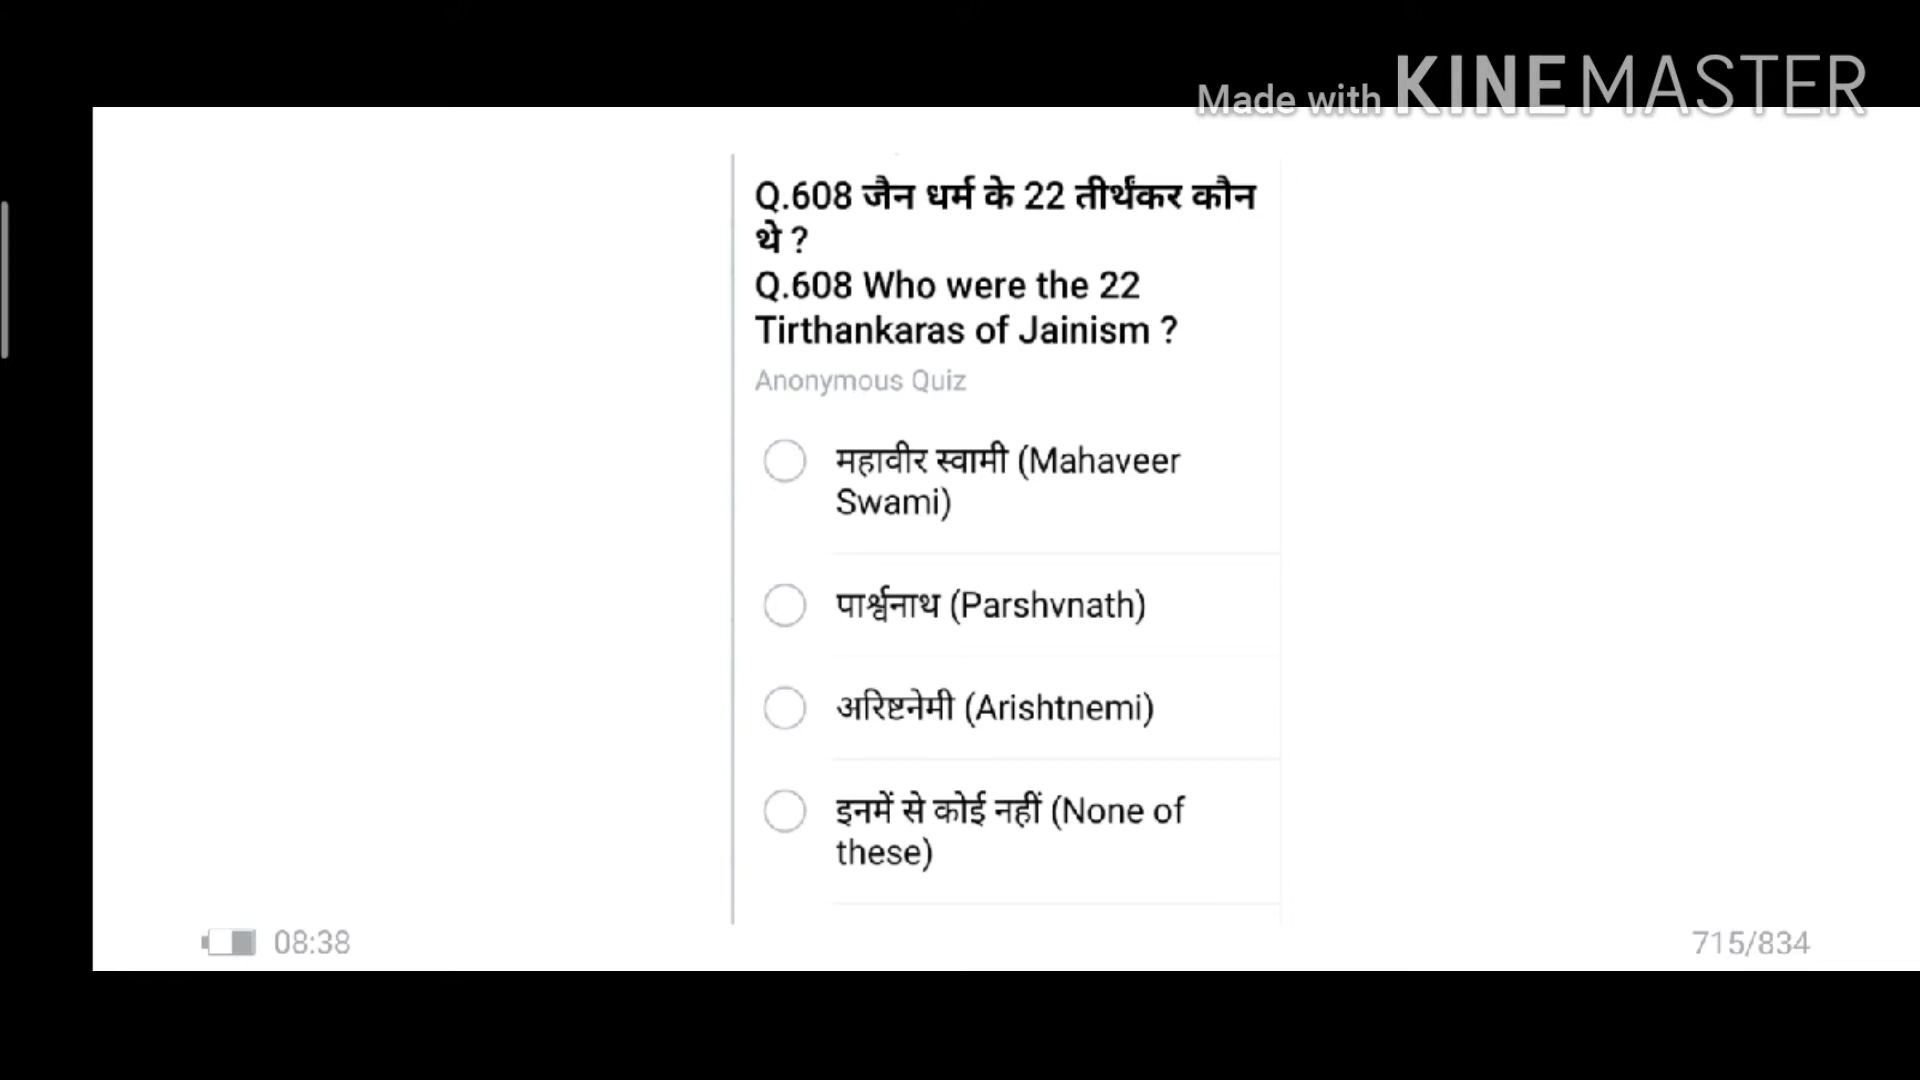 Made with KINEMASTER
Q.608 जैन धर्म के 22 तीर्थंकर कौन
थे ?
Q.608 Who were the 22
Tirthankaras of Jainism ?
Anonymous Quiz
महावीर स्वामी (Mahaveer
Swami)
पार्श्वनाथ (Parshvnath)
अरिष्टनेमी (Arishtnemi)
इनमें से कोई नहीं (None of
these)
08:38
715/834